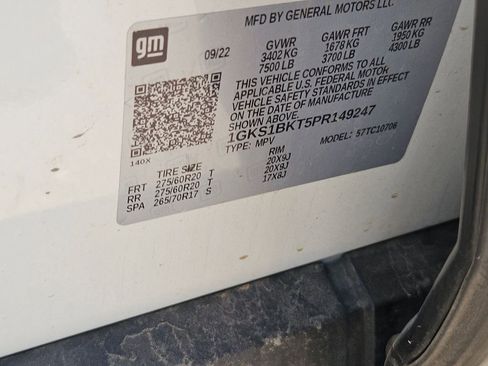 MFD BY GENERAL MOTORS LLC
gm
09/22
GVWR GAWR FRT GAWR RR
3402 KG 1678 KG 1950 KG
7500 LB 3700 LB 4300 LB
THIS VEHICLE CONFORMS TO ALL
APPLICABLE U.S. FEDERAL MOTOR
VEHICLE SAFETY STANDARDS IN EFFECT
ON THE DATE OF MANUFACTURE
SHOWN ABOVE.
1GKS1BKT5PR149247
TYPE: MPV MODEL: 57TC10706
140X
TIRE SIZE RIM
FRT 275/60R20 T 20X9J
RR 275/60R20 T 20X9J
SPA 265/70R17 S 17X8J